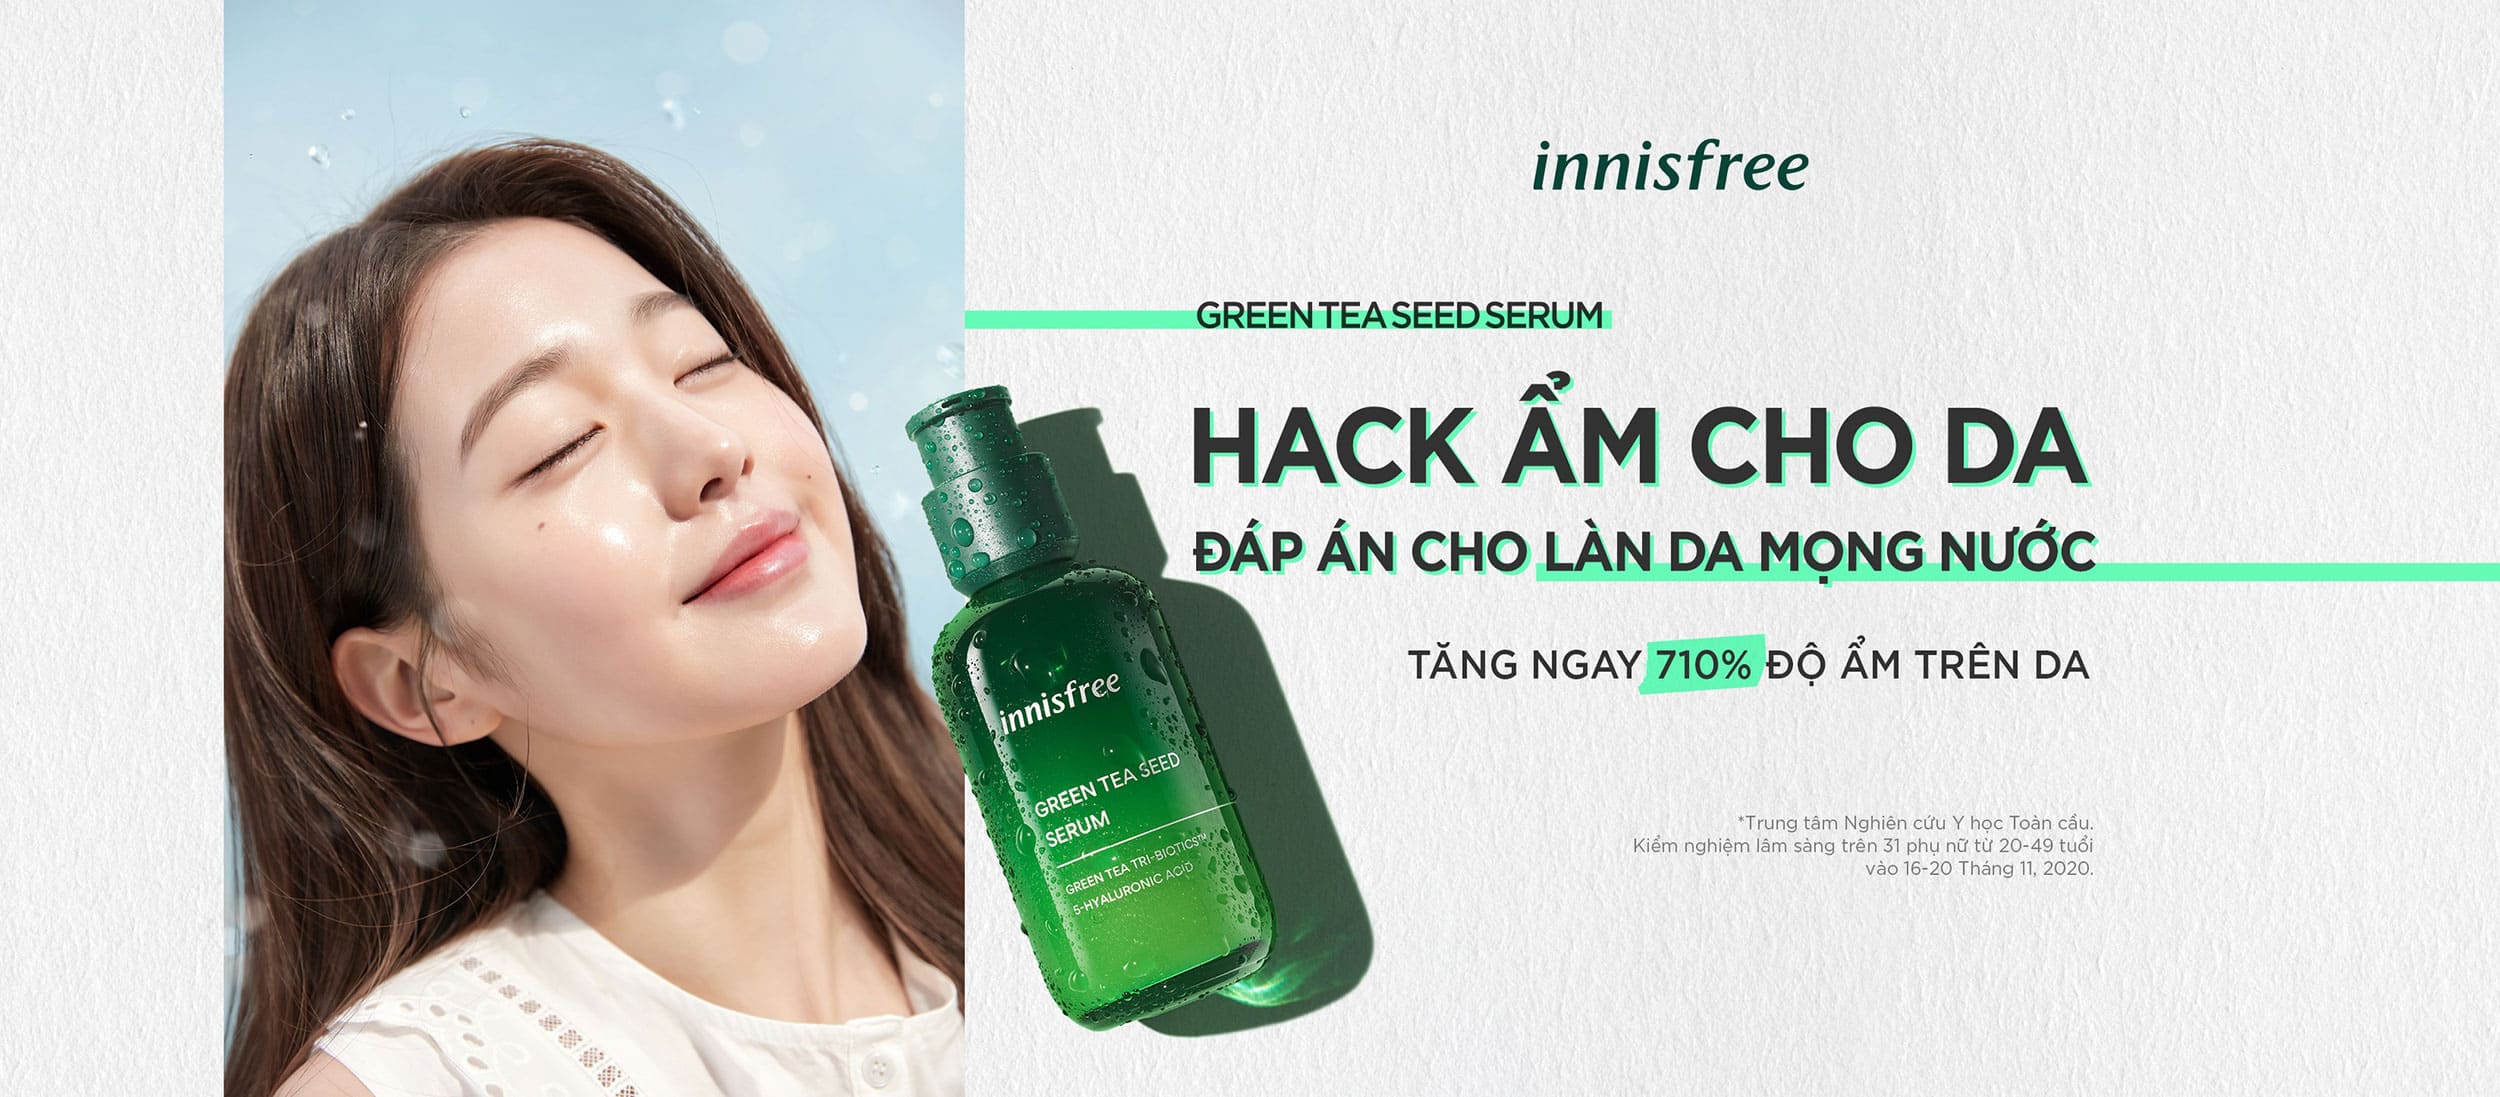 innisfree
GREEN TEA SEED SERUM
HACK ẨM CHO DA
ĐÁP ÁN CHO LÀN DA MỌNG NƯỚC
TĂNG NGAY 710% ĐỘ ẨM TRÊN DA
*Trung tâm Nghiên cứu Y học Toàn cầu.
Kiểm nghiệm lâm sàng trên 31 phụ nữ từ 20-49 tuổi
vào 16-20 Tháng 11, 2020.
innisfree
GREEN TEA SEED
SERUM
GREEN TEA TRI-BIOTICS™
5-HYALURONIC ACID